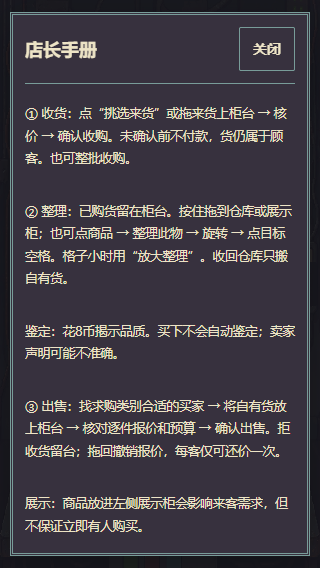 店长手册
关闭
① 收货：点“挑选来货”或拖来货上柜台 → 核
价 → 确认收购。未确认前不付款，货仍属于顾
客。也可整批收购。
② 整理：已购货留在柜台。按住拖到仓库或展示
柜；也可点商品 → 整理此物 → 旋转 → 点目标
空格。格子小时用“放大整理”。收回仓库只搬
自有货。
鉴定：花8币揭示品质。买下不会自动鉴定；卖家
声明可能不准确。
③ 出售：找求购类别合适的买家 → 将自有货放
上柜台 → 核对逐件报价和预算 → 确认出售。拒
收货留台；拖回撤销报价，每客仅可还价一次。
展示：商品放进左侧展示柜会影响来客需求，但
不保证立即有人购买。